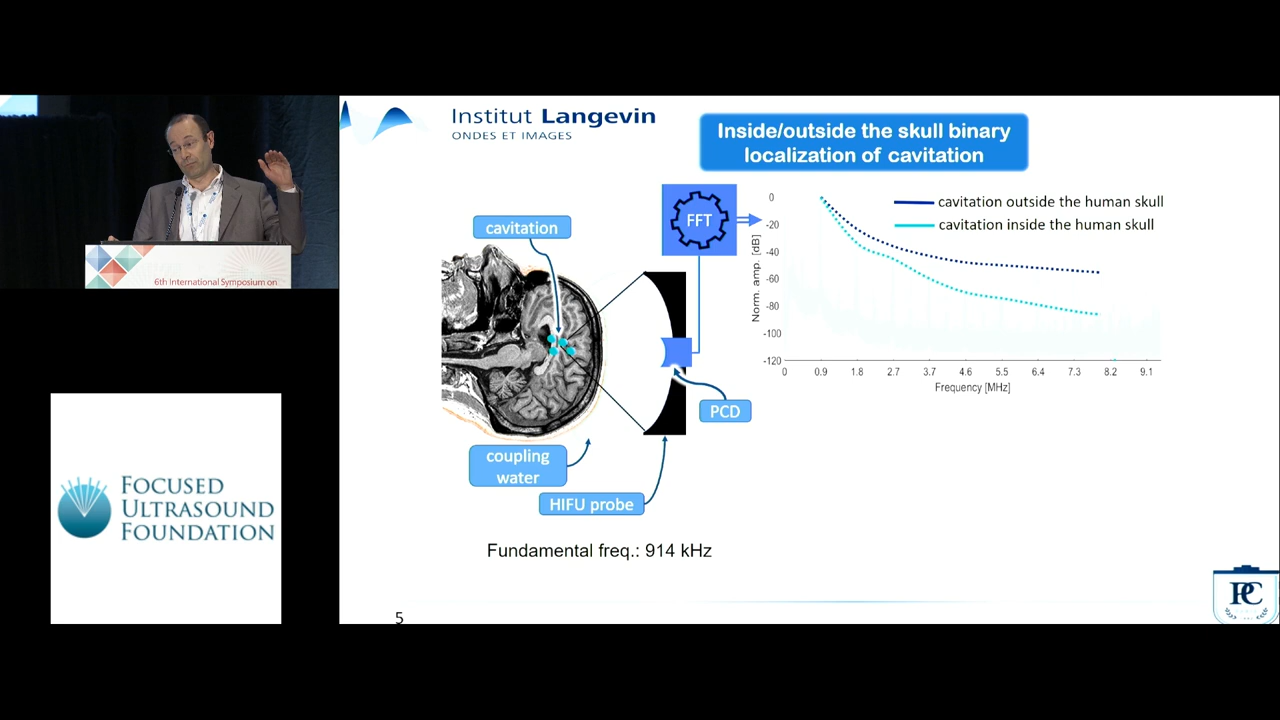 Institut Langevin
ONDES ET IMAGES
Inside/outside the skull binary
localization of cavitation
6th International Symposium on
FOCUSED
ULTRASOUND
FOUNDATION
cavitation
FFT
PCD
coupling
water
HIFU probe
Fundamental freq.: 914 kHz
cavitation outside the human skull
cavitation inside the human skull
Norm. amp. [dB]
0
-20
-40
-60
-80
-100
-120
0 0.9 1.8 2.7 3.7 4.6 5.5 6.4 7.3 8.2 9.1
Frequency [MHz]
5
PC